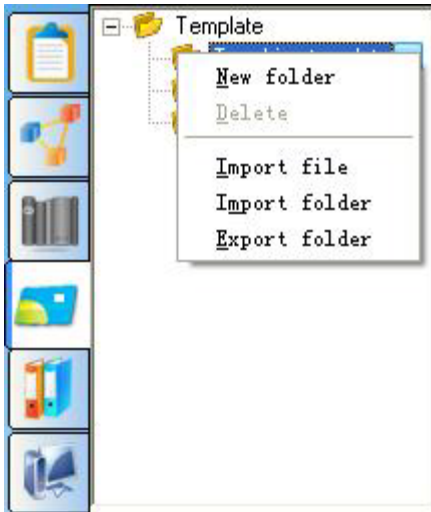 Template
New folder
Delete
Import file
Import folder
Export folder